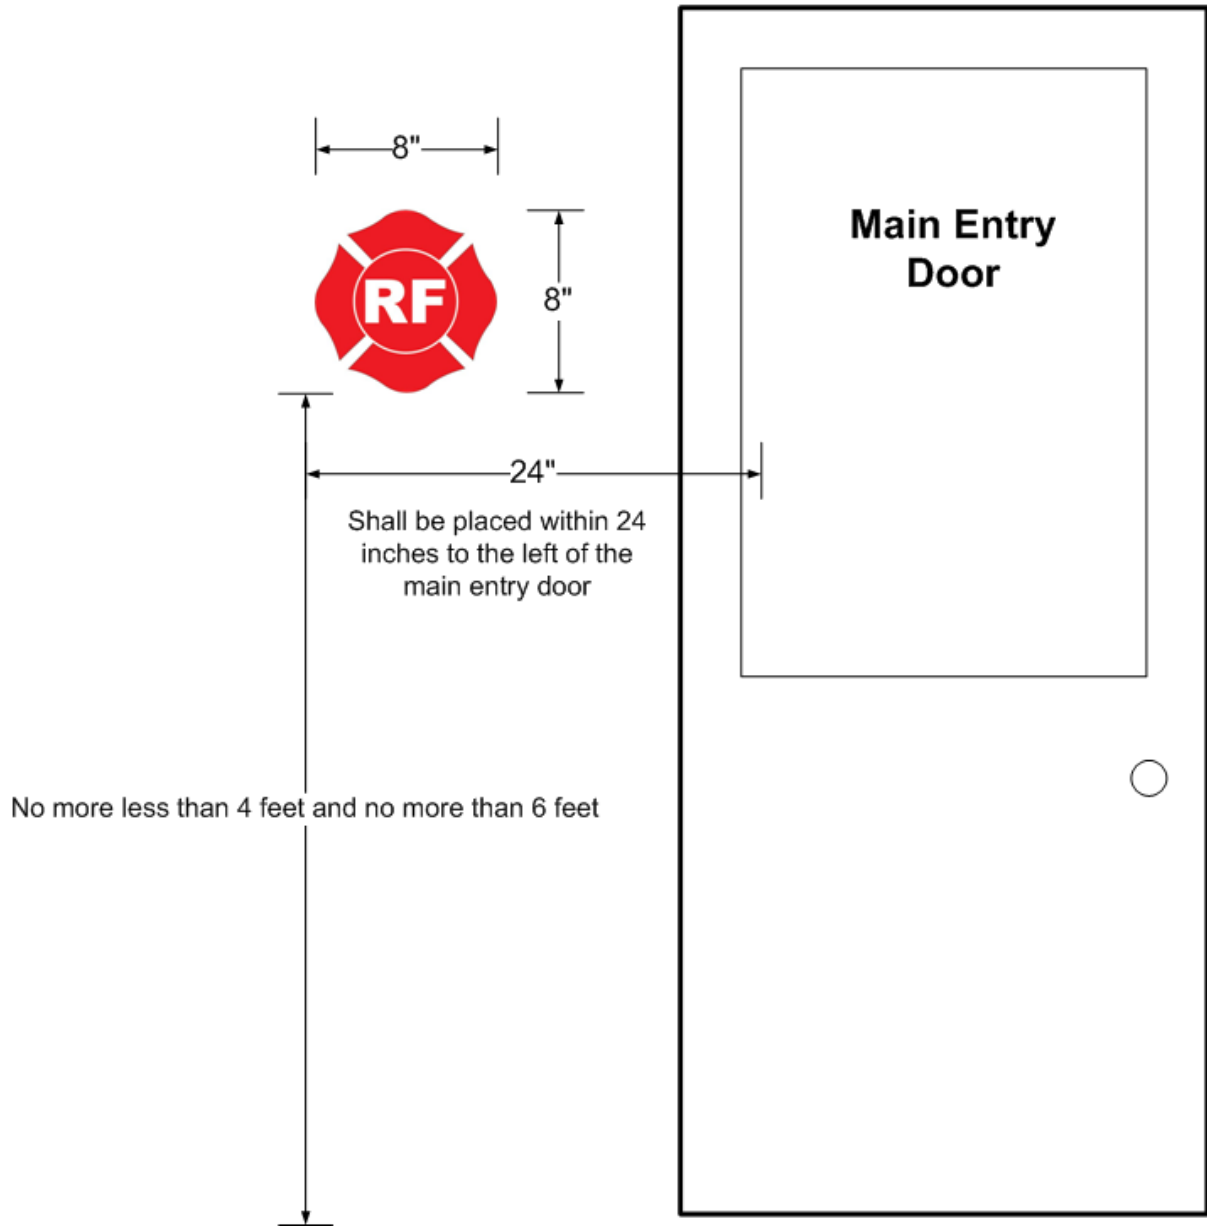 8"
Main Entry
Door
RF
8"
24"
Shall be placed within 24
inches to the left of the
main entry door
No more less than 4 feet and no more than 6 feet